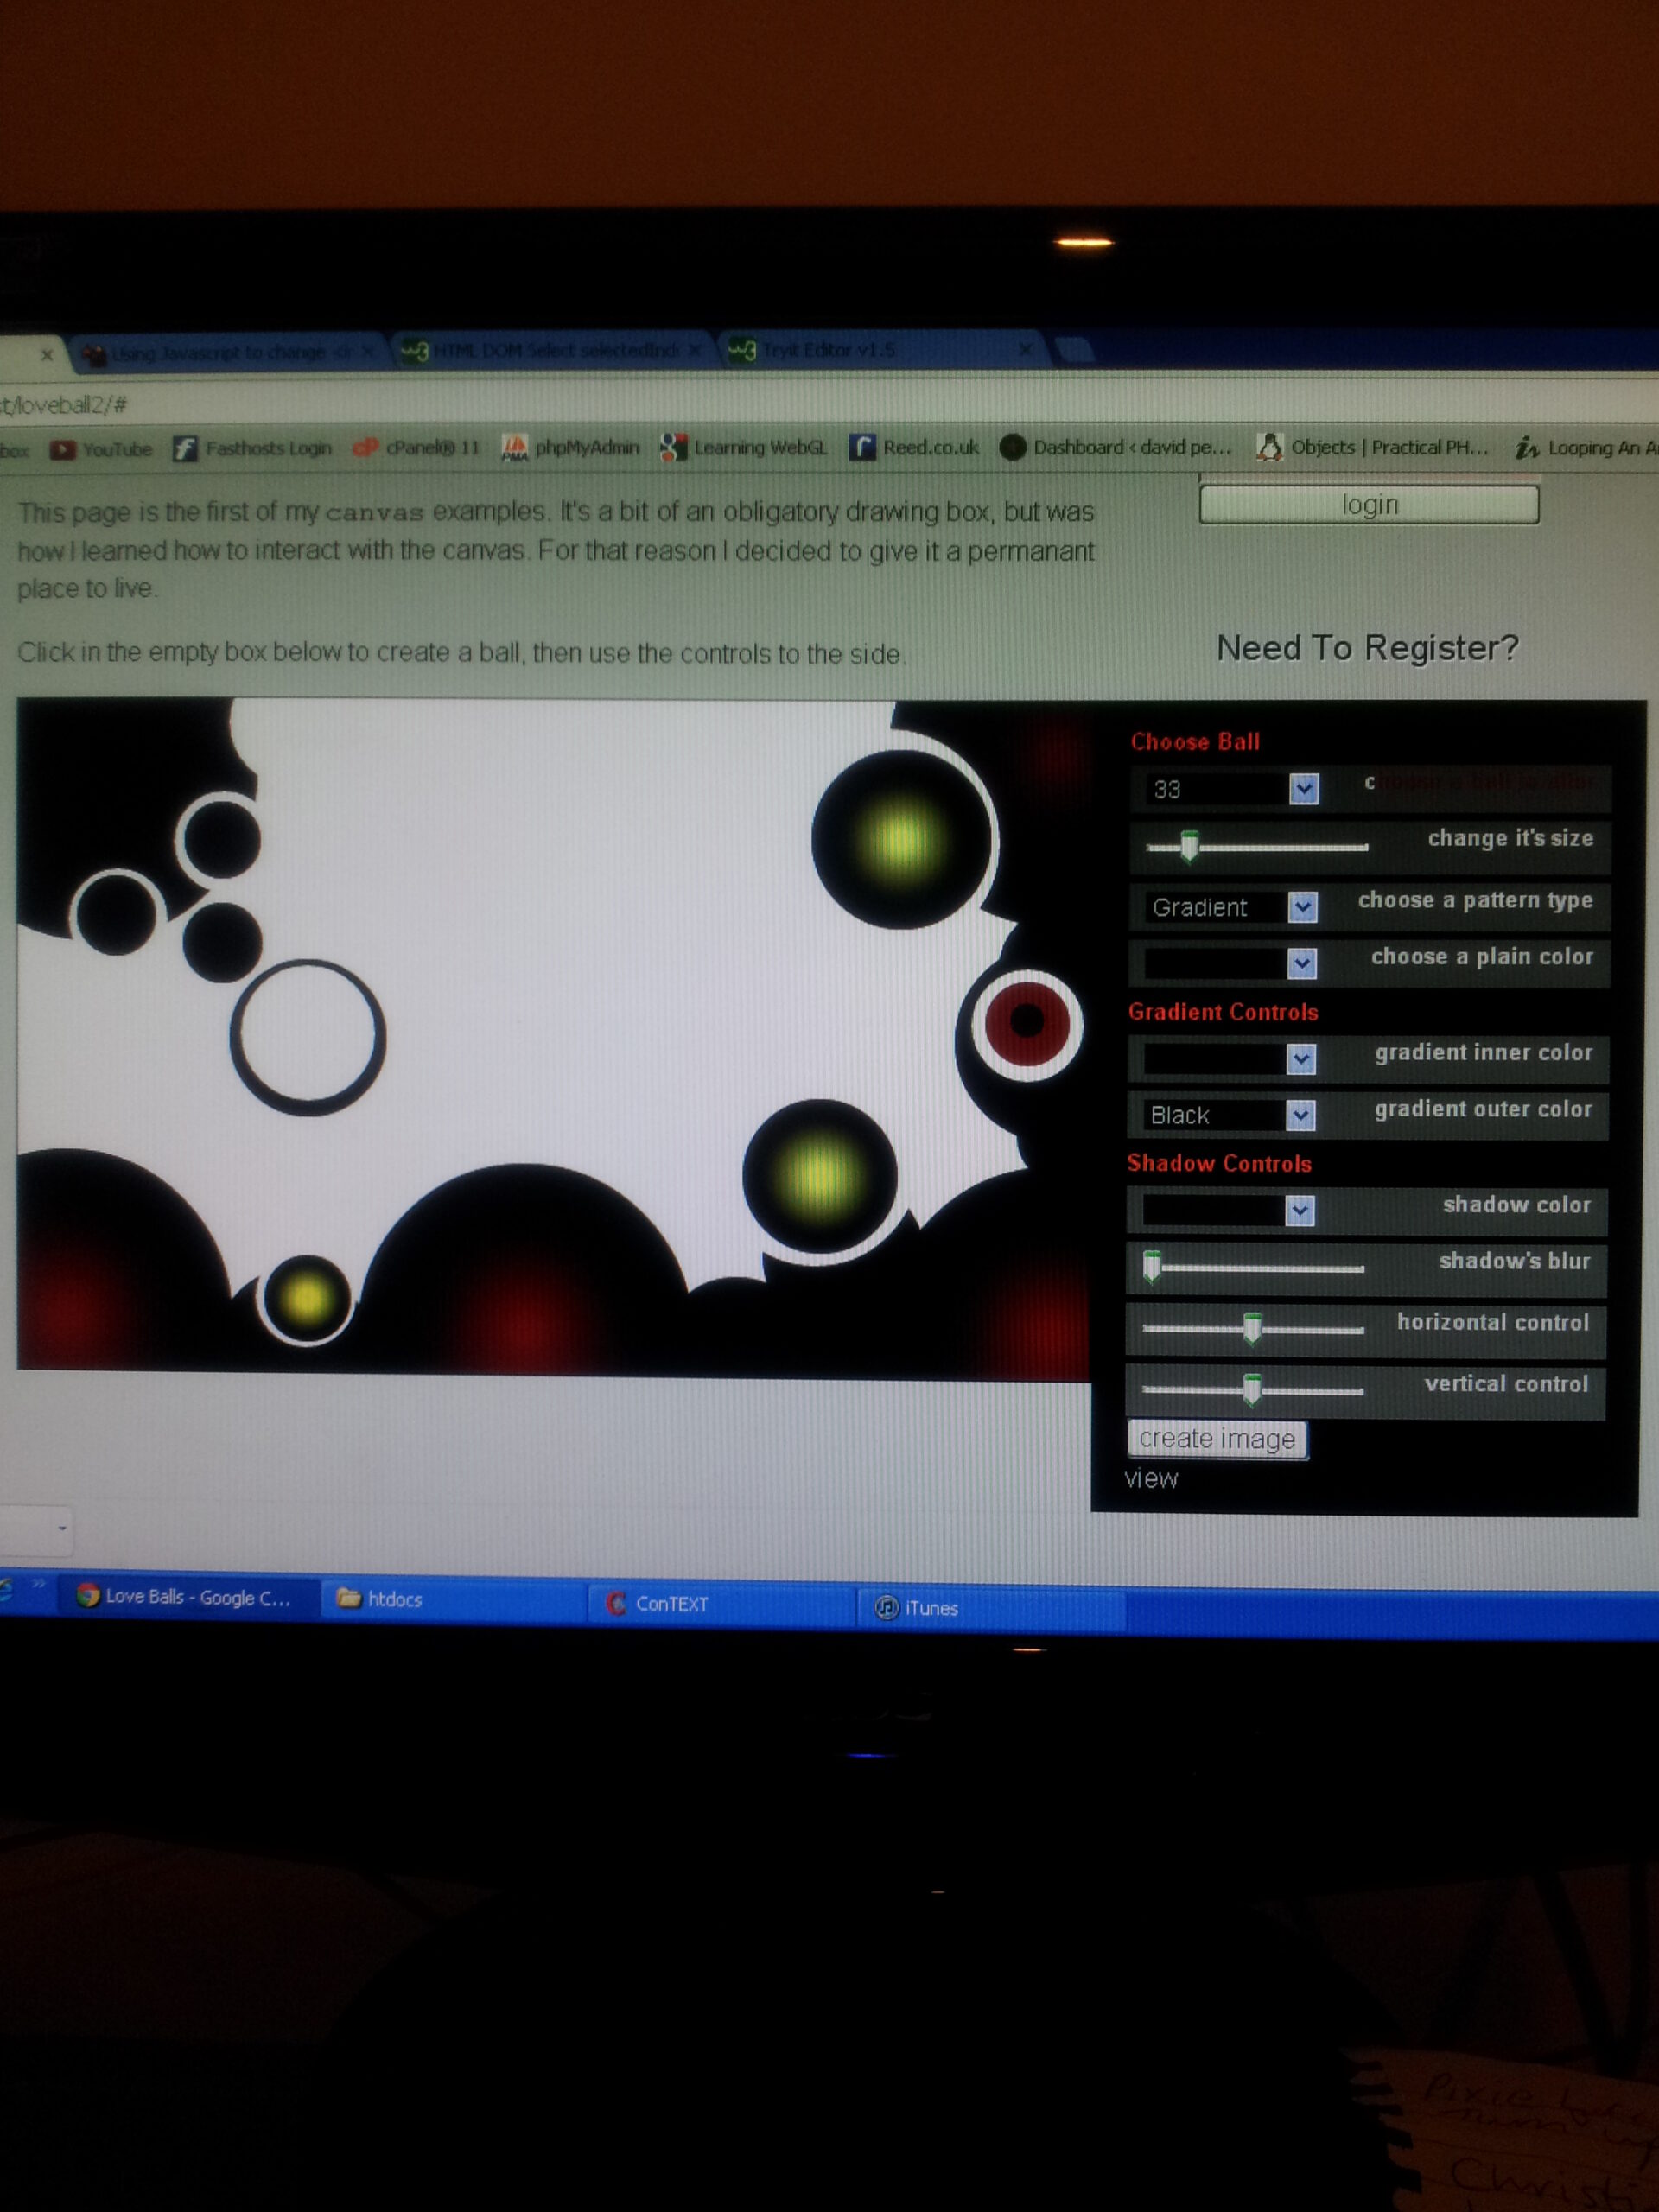 Using Javascript to change
HTML DOM Select selectedInd
Tryit Editor v1.5
t/loveball2/#
box
YouTube
Fasthosts Login
cPanel® 11
phpMyAdmin
Learning WebGL
Reed.co.uk
Dashboard ‹ david pe...
Objects | Practical PH...
Looping An A
This page is the first of my canvas examples. It's a bit of an obligatory drawing box, but was
how I learned how to interact with the canvas. For that reason I decided to give it a permanant
place to live.
login
Click in the empty box below to create a ball, then use the controls to the side.
Need To Register?
Choose Ball
33
choose a ball to alter
change it's size
Gradient
choose a pattern type
choose a plain color
Gradient Controls
gradient inner color
Black
gradient outer color
Shadow Controls
shadow color
shadow's blur
horizontal control
vertical control
create image
view
Love Balls - Google C...
htdocs
ConTEXT
iTunes
Pixie
Christi